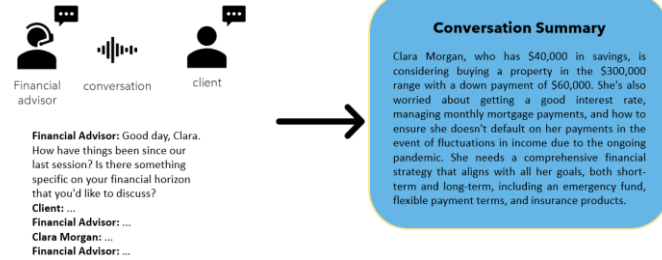 Financial
advisor
conversation
client
Financial Advisor: Good day, Clara.
How have things been since our
last session? Is there something
specific on your financial horizon
that you'd like to discuss?
Client: ...
Financial Advisor: ...
Clara Morgan: ...
Financial Advisor: ...
Conversation Summary
Clara Morgan, who has $40,000 in savings, is
considering buying a property in the $300,000
range with a down payment of $60,000. She's also
worried about getting a good interest rate,
managing monthly mortgage payments, and how to
ensure she doesn't default on her payments in the
event of fluctuations in income due to the ongoing
pandemic. She needs a comprehensive financial
strategy that aligns with all her goals, both short-
term and long-term, including an emergency fund,
flexible payment terms, and insurance products.